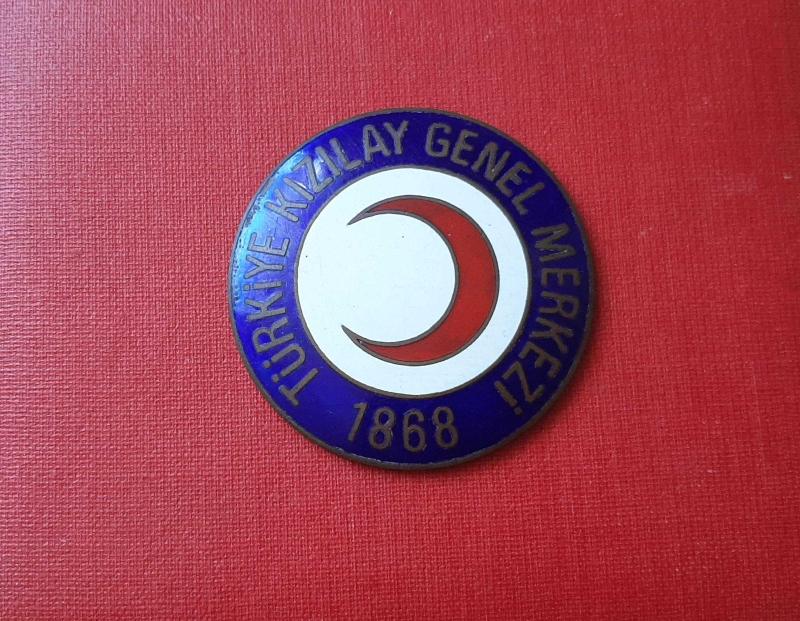 TÜRKİYE KIZILAY GENEL MERKEZİ
1868